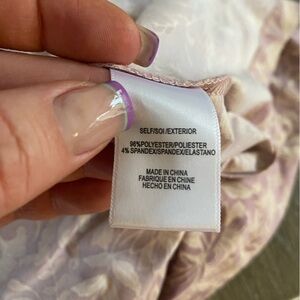 SELF/SOI/EXTERIOR
96%POLYESTER/POLIESTER
4% SPANDEX/SPANDEX/ELASTANO
MADE IN CHINA
FABRIQUE EN CHINE
HECHO EN CHINA